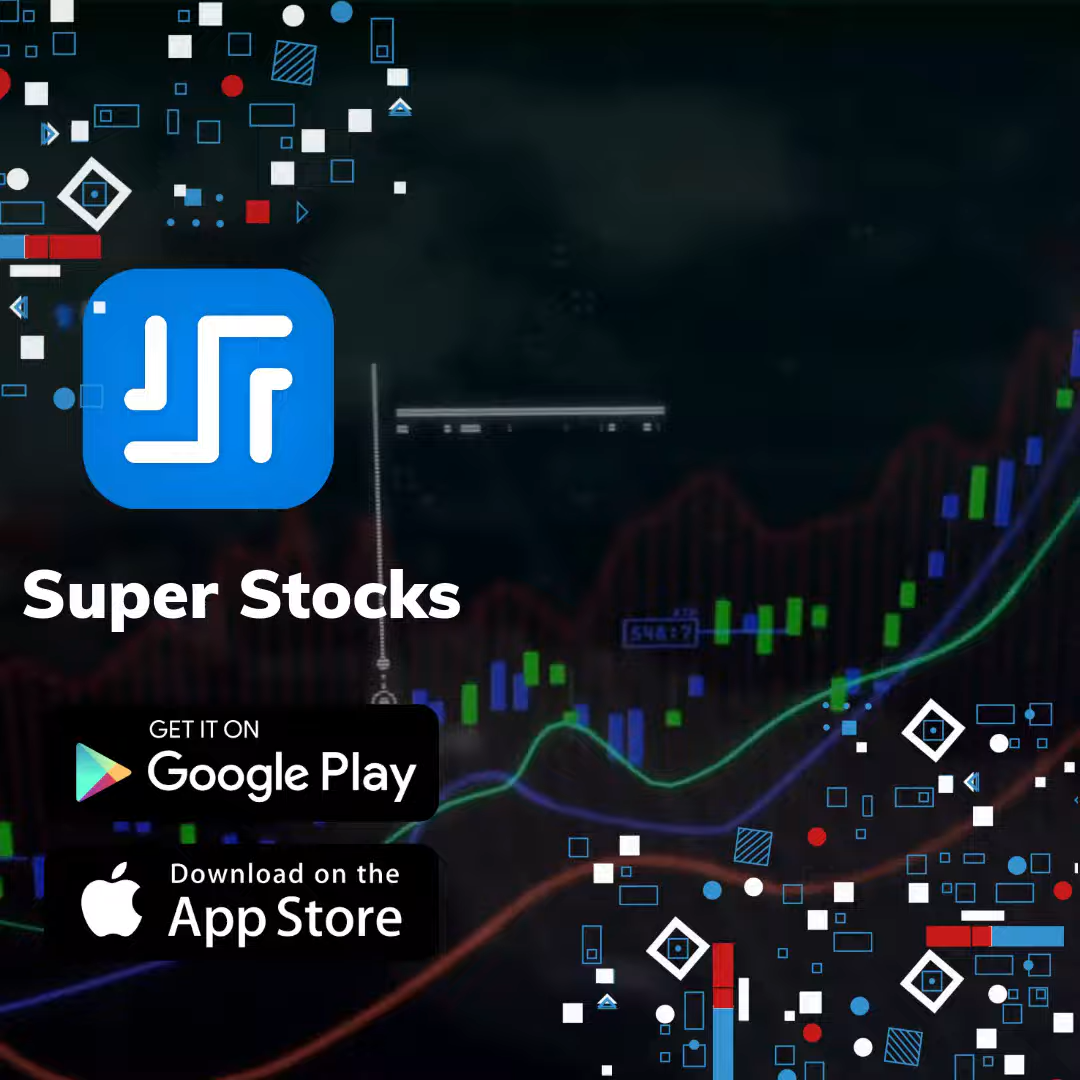 Super Stocks
GET IT ON
Google Play
Download on the
App Store